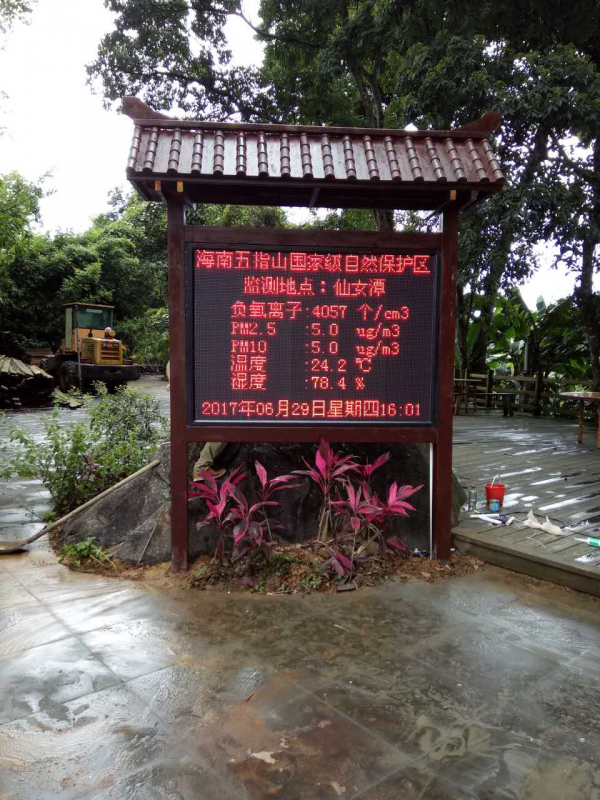 海南五指山国家级自然保护区
监测地点：仙女潭
负氧离子:4057 个/cm3
PM2.5 :5.0 ug/m3
PM10 :5.0 ug/m3
温度 :24.2 ℃
湿度 :78.4 %
2017年06月29日星期四16:01